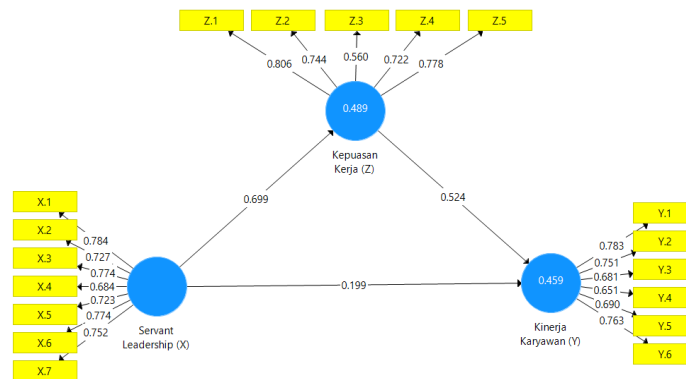 Z.1
Z.2
Z.3
Z.4
Z.5
0.806
0.744
0.560
0.722
0.778
0.489
Kepuasan
Kerja (Z)
0.699
0.524
X.1
X.2
X.3
X.4
X.5
X.6
X.7
0.784
0.727
0.774
0.684
0.723
0.774
0.752
Servant
Leadership (X)
0.199
0.459
Kinerja
Karyawan (Y)
0.783
0.751
0.681
0.651
0.690
0.763
Y.1
Y.2
Y.3
Y.4
Y.5
Y.6